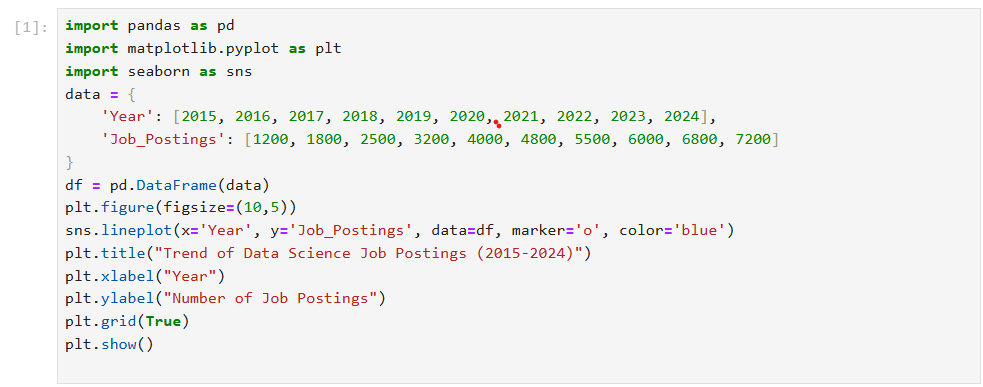 [1]:
import pandas as pd
import matplotlib.pyplot as plt
import seaborn as sns
data = {
    'Year': [2015, 2016, 2017, 2018, 2019, 2020, 2021, 2022, 2023, 2024],
    'Job_Postings': [1200, 1800, 2500, 3200, 4000, 4800, 5500, 6000, 6800, 7200]
}
df = pd.DataFrame(data)
plt.figure(figsize=(10,5))
sns.lineplot(x='Year', y='Job_Postings', data=df, marker='o', color='blue')
plt.title("Trend of Data Science Job Postings (2015-2024)")
plt.xlabel("Year")
plt.ylabel("Number of Job Postings")
plt.grid(True)
plt.show()